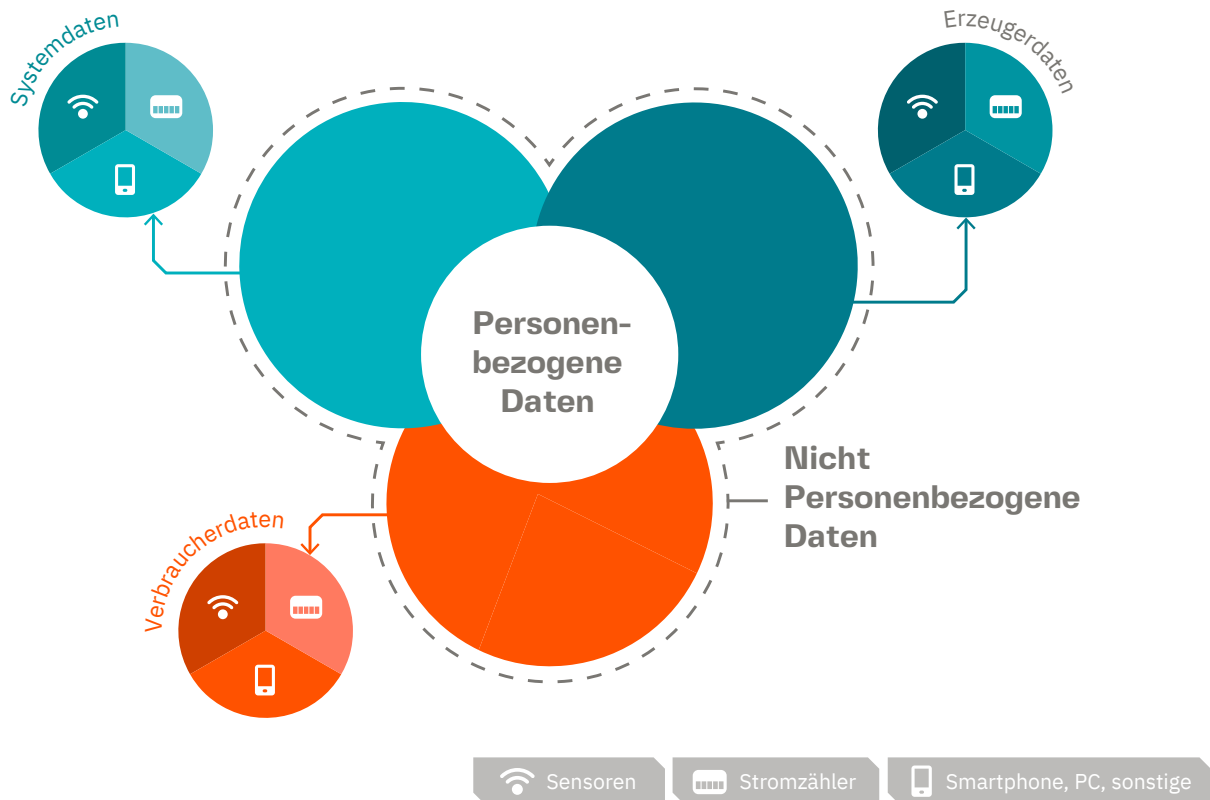 Systemdaten
Erzeugerdaten
Personen-
bezogene
Daten
Nicht
Personenbezogene
Daten
Verbraucherdaten
Sensoren
Stromzähler
Smartphone, PC, sonstige